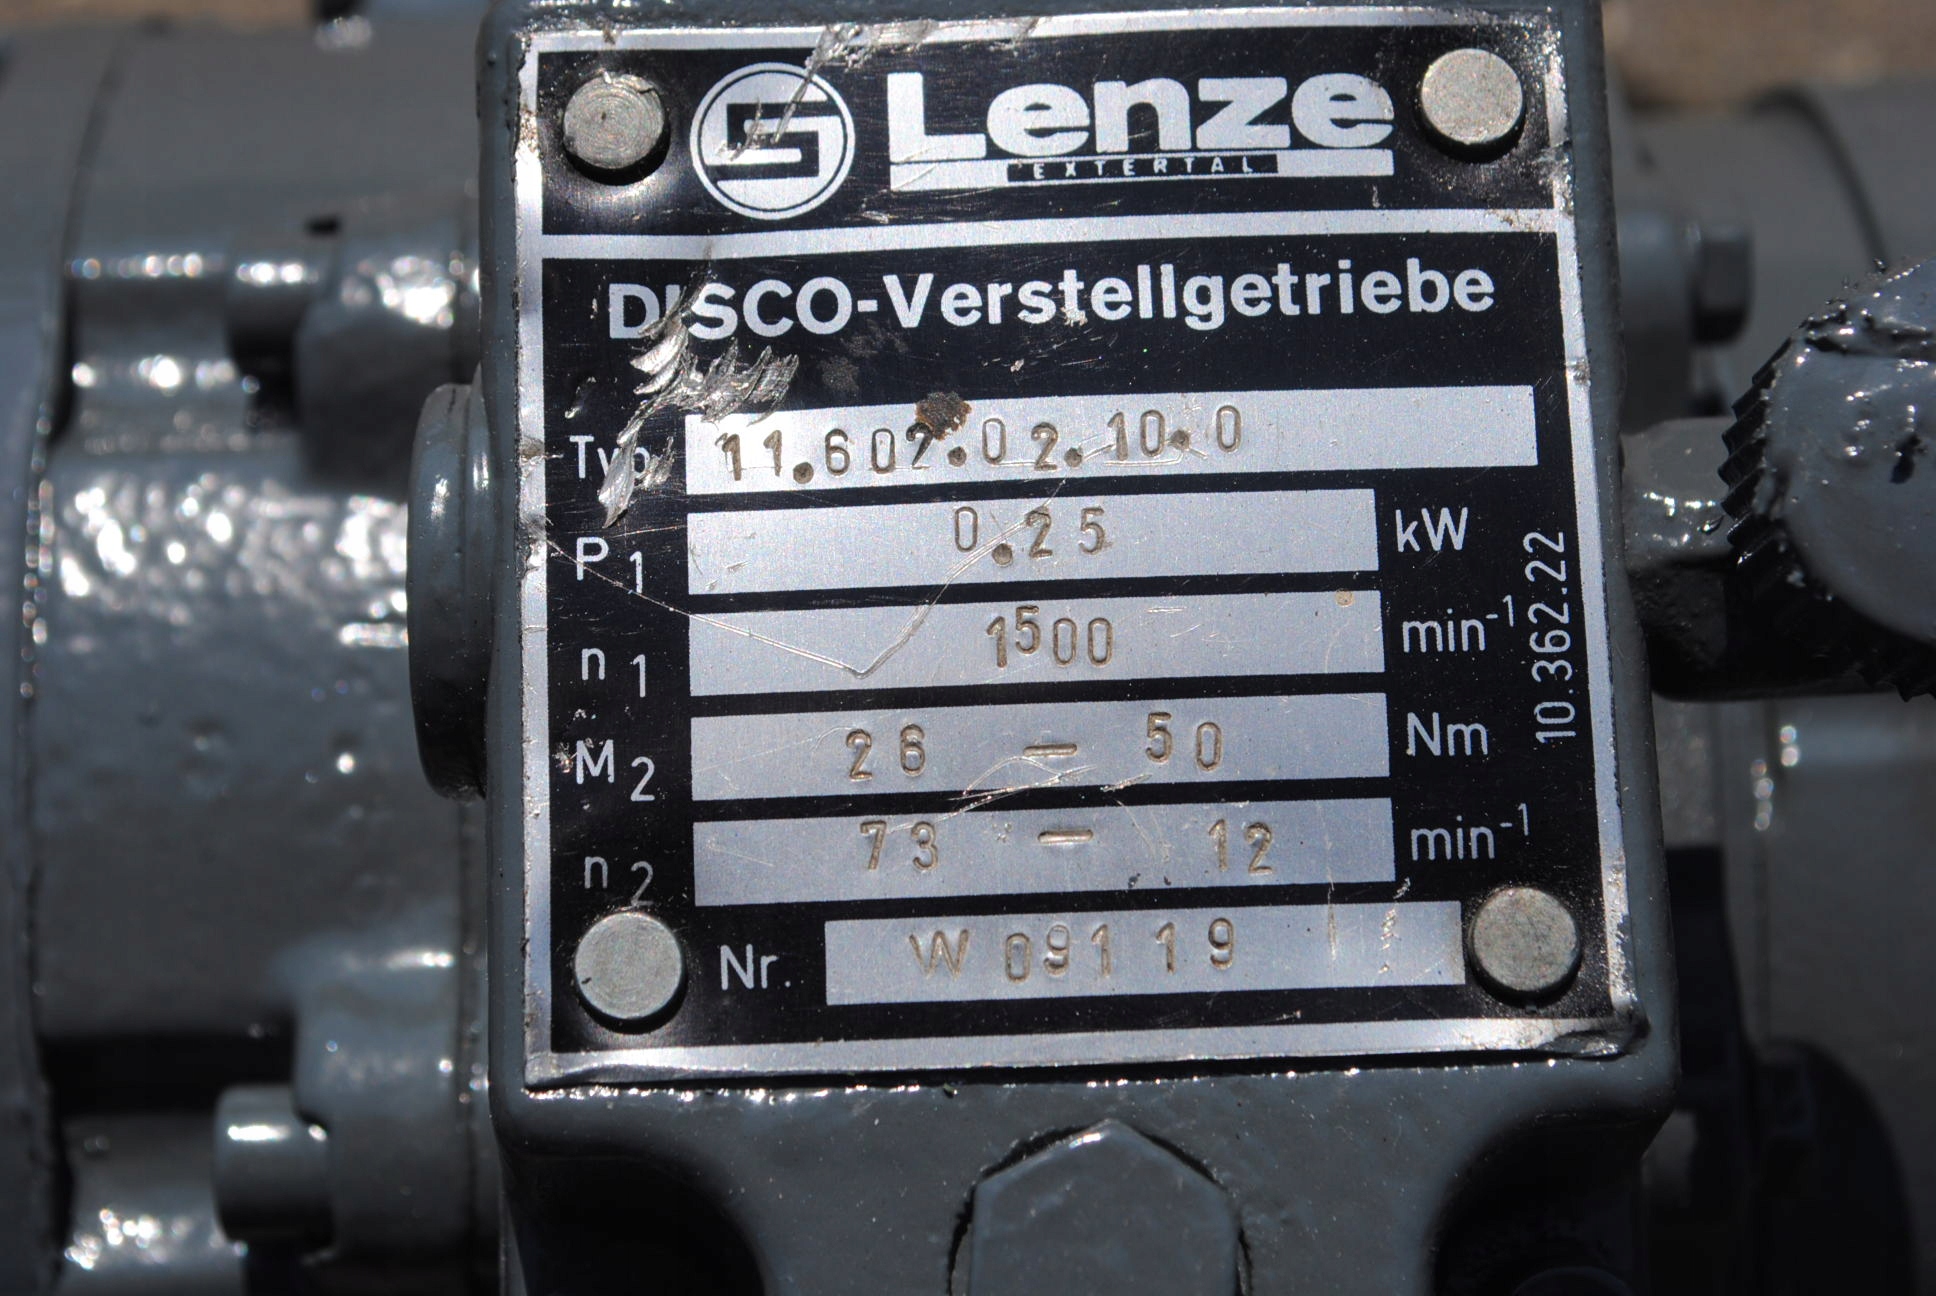 Lenze
EXTERTAL
DISCO-Verstellgetriebe
Typ 11.602.02.10.0
P1 0.25 kW
n1 1500 min-1
M2 26 – 50 Nm
n2 73 – 12 min-1
Nr. W 09119
10.362.22